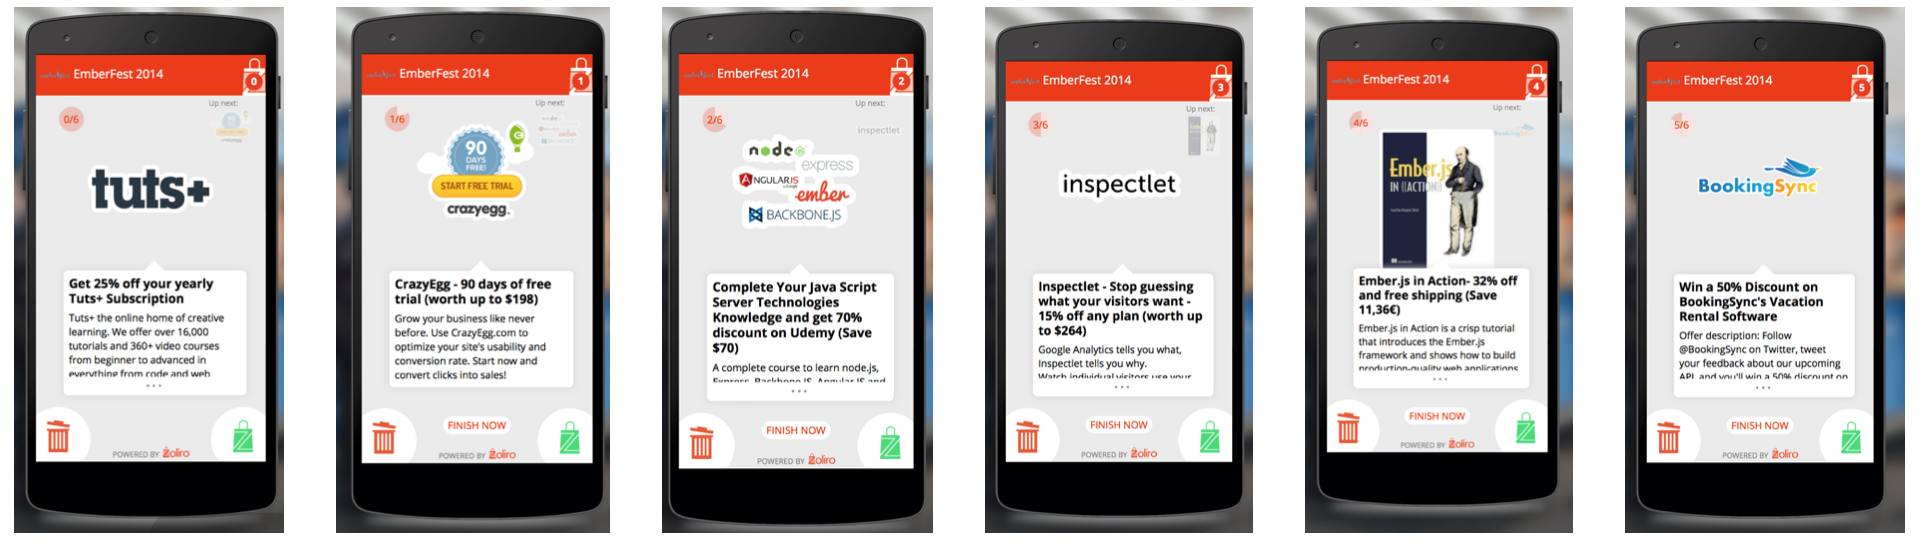 EmberFest 2014
0
0/6
Up next:
tuts+
Get 25% off your yearly
Tuts+ Subscription
Tuts+ the online home of creative
learning. We offer over 16,000
tutorials and 360+ video courses
from beginner to advanced in
everything from code and web
...
POWERED BY Zoliro
EmberFest 2014
1
1/6
Up next:
90
DAYS
FREE!
START FREE TRIAL
crazyegg.
CrazyEgg - 90 days of free
trial (worth up to $198)
Grow your business like never
before. Use CrazyEgg.com to
optimize your site's usability and
conversion rate. Start now and
convert clicks into sales!
FINISH NOW
POWERED BY Zoliro
EmberFest 2014
2
2/6
Up next:
inspectlet
node
express
ANGULARJS
ember
BACKBONE.JS
Complete Your Java Script
Server Technologies
Knowledge and get 70%
discount on Udemy (Save
$70)
A complete course to learn node.js,
Express, Backbone.JS, AngularJS and
...
FINISH NOW
POWERED BY Zoliro
EmberFest 2014
3
3/6
Up next:
inspectlet
Inspectlet - Stop guessing
what your visitors want -
15% off any plan (worth up
to $264)
Google Analytics tells you what,
Inspectlet tells you why.
Watch individual visitors use your
...
FINISH NOW
POWERED BY Zoliro
EmberFest 2014
4
4/6
Up next:
BookingSync
Ember.js
IN ACTION
Ember.js in Action- 32% off
and free shipping (Save
11,36€)
Ember.js in Action is a crisp tutorial
that introduces the Ember.js
framework and shows how to build
production-quality web applications
...
FINISH NOW
POWERED BY Zoliro
EmberFest 2014
5
5/6
BookingSync
Win a 50% Discount on
BookingSync's Vacation
Rental Software
Offer description: Follow
@BookingSync on Twitter, tweet
your feedback about our upcoming
API, and you'll win a 50% discount on
...
FINISH NOW
POWERED BY Zoliro